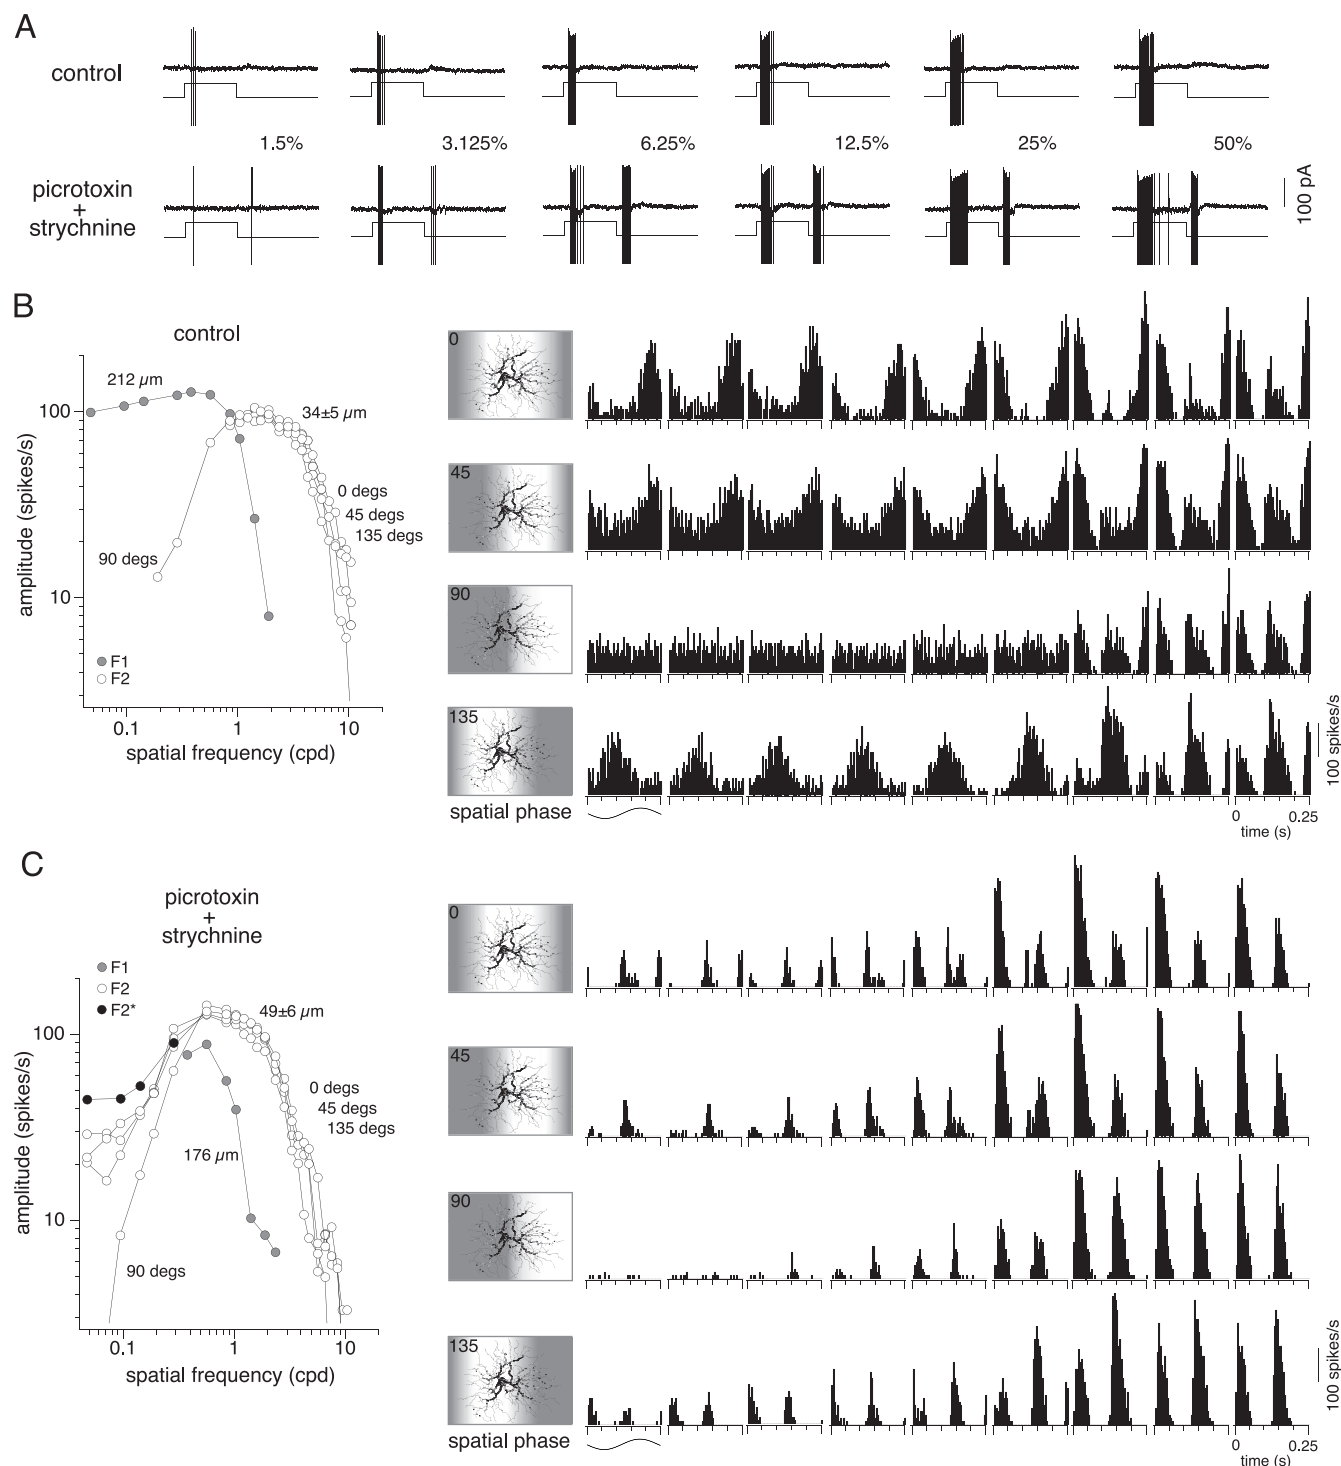 A
control
1.5%
3.125%
6.25%
12.5%
25%
50%
picrotoxin
+
strychnine
100 pA
B
control
212 µm
34±5 µm
0 degs
45 degs
135 degs
90 degs
F1
F2
100
10
amplitude (spikes/s)
0.1
1
10
spatial frequency (cpd)
0
45
90
135
spatial phase
100 spikes/s
0
0.25
time (s)
C
picrotoxin
+
strychnine
F1
F2
F2*
49±6 µm
0 degs
45 degs
135 degs
176 µm
90 degs
100
10
amplitude (spikes/s)
0.1
1
10
spatial frequency (cpd)
0
45
90
135
spatial phase
100 spikes/s
0
0.25
time (s)